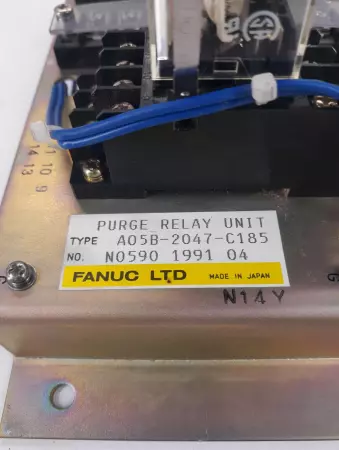 14 13
11 10 9
PURGE RELAY UNIT
TYPE A05B-2047-C185
NO. N0590 1991 04
FANUC LTD MADE IN JAPAN
N14Y